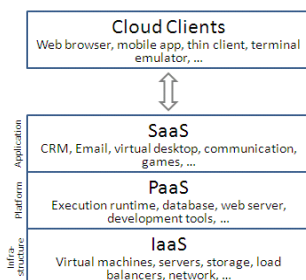 Cloud Clients
Web browser, mobile app, thin client, terminal
emulator, ...
Application
SaaS
CRM, Email, virtual desktop, communication,
games, ...
Platform
PaaS
Execution runtime, database, web server,
development tools, ...
Infra-
structure
IaaS
Virtual machines, servers, storage, load
balancers, network, ...